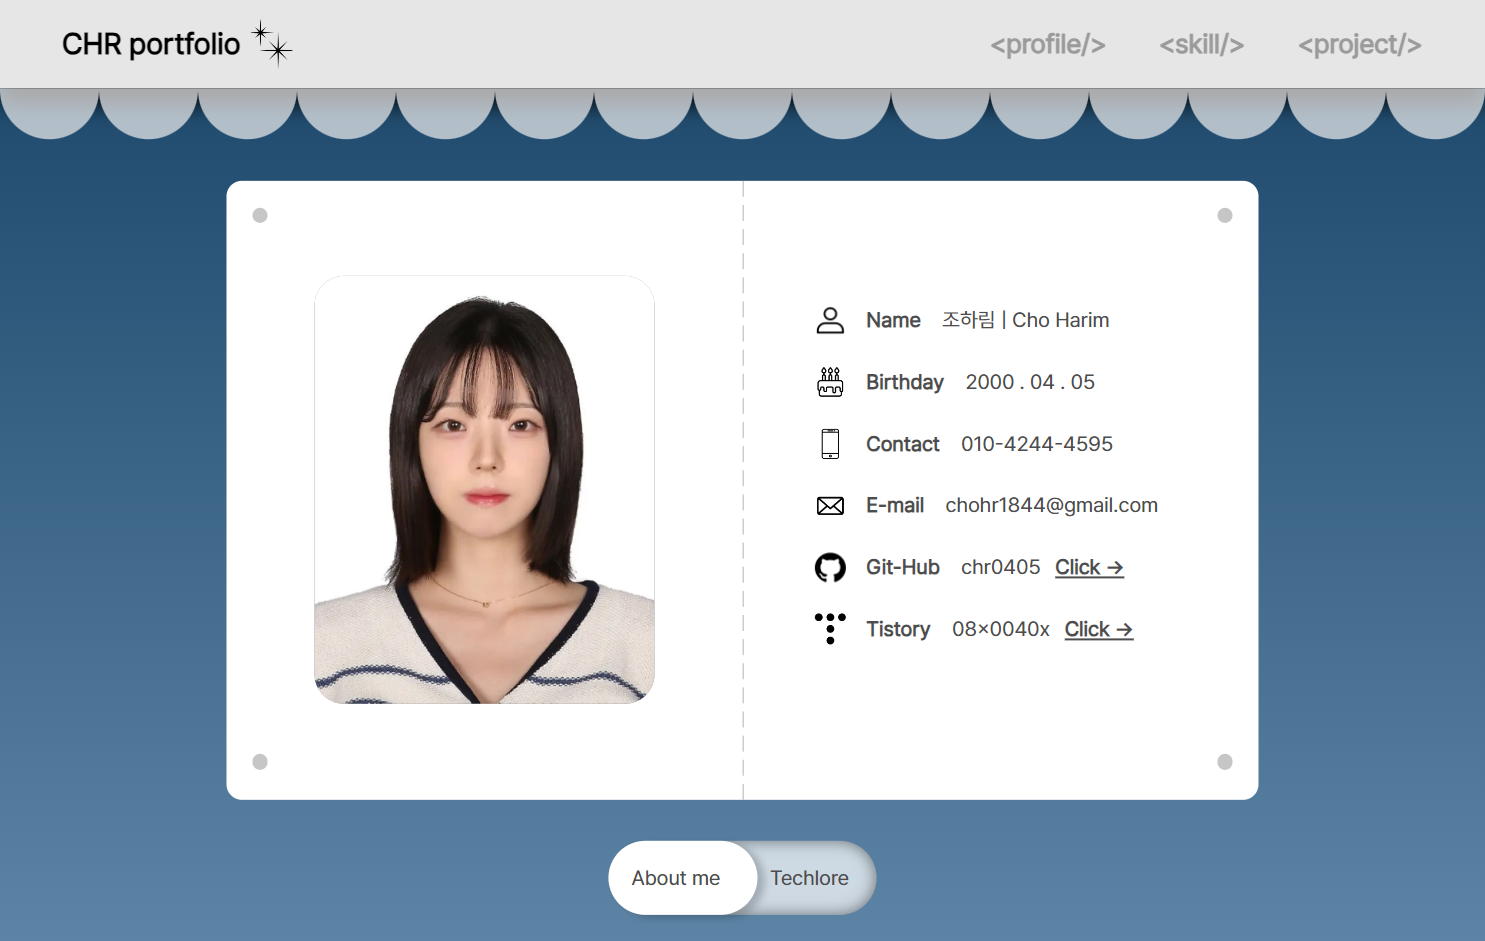 CHR portfolio
<profile/> <skill/> <project/>
Name 조하림 | Cho Harim
Birthday 2000 . 04 . 05
Contact 010-4244-4595
E-mail chohr1844@gmail.com
Git-Hub chr0405 Click →
Tistory 08×0040x Click →
About me Techlore